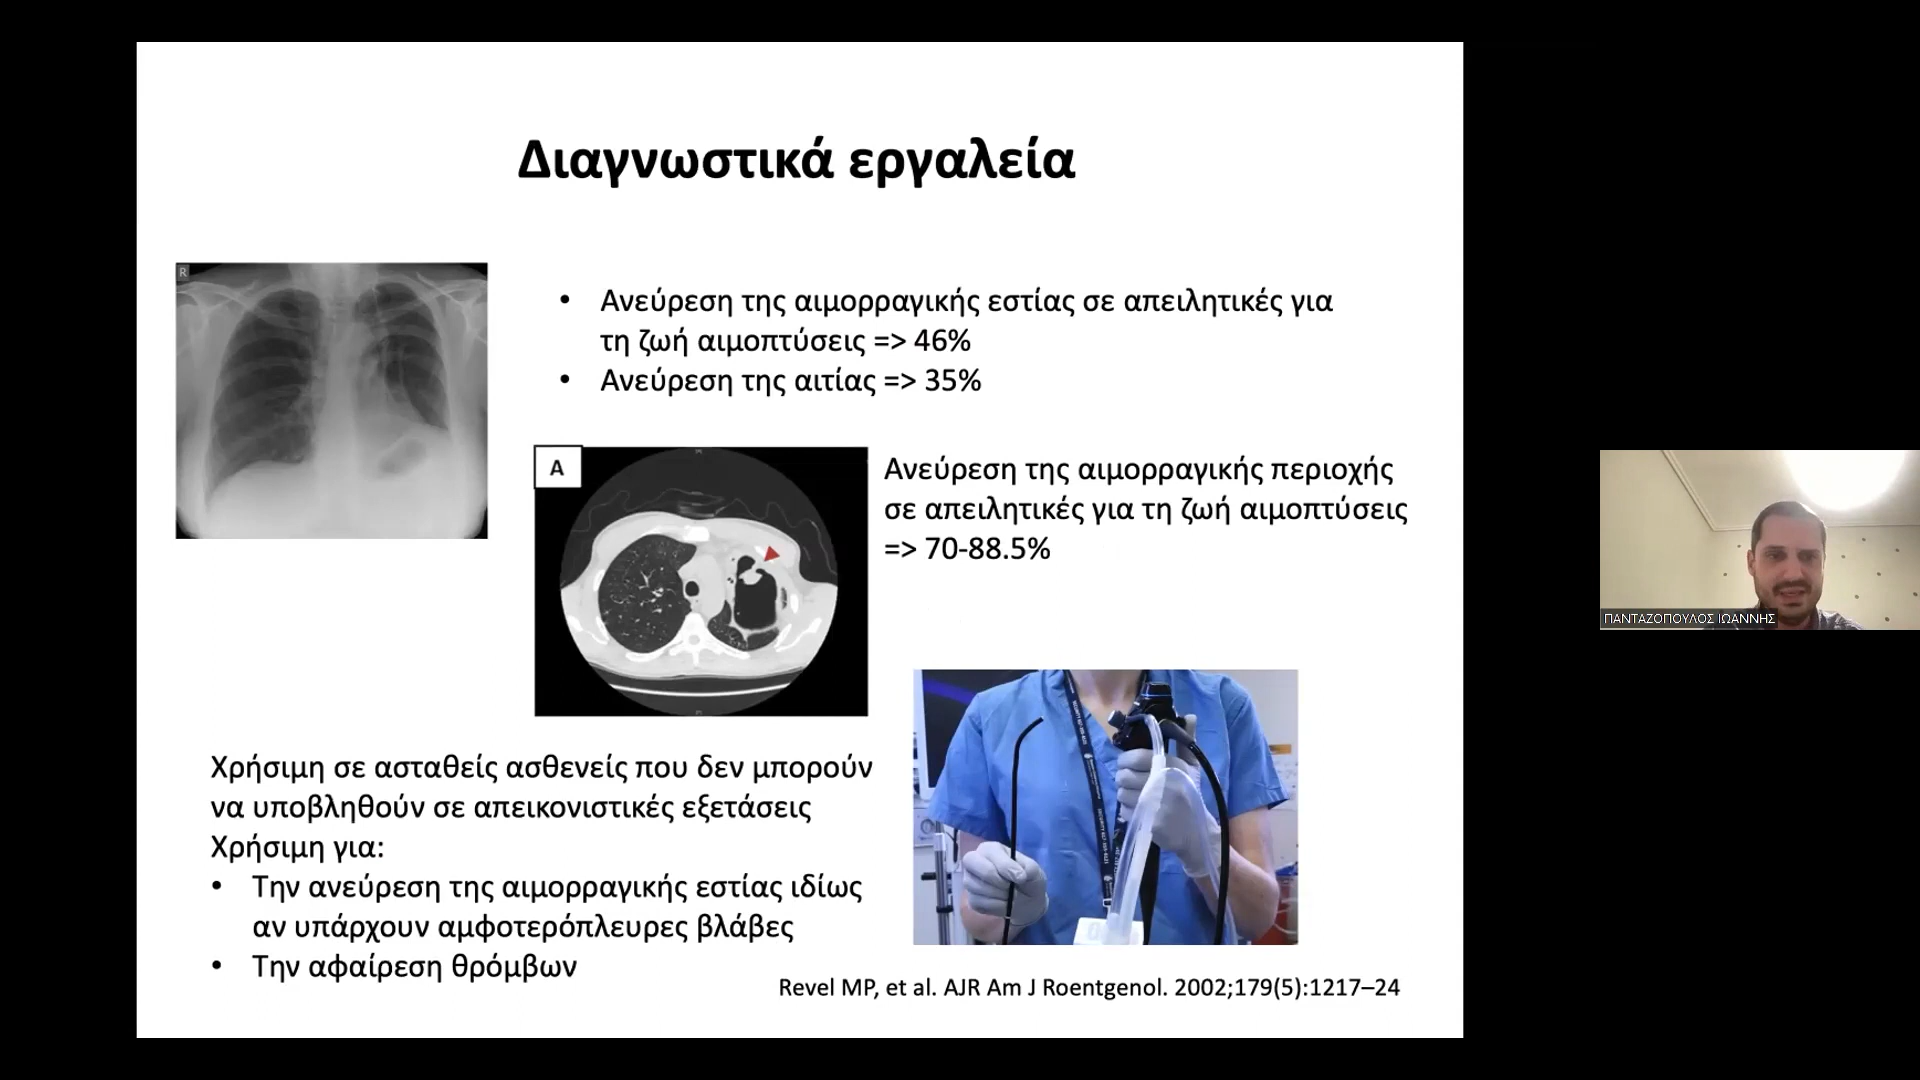 Διαγνωστικά εργαλεία
R
• Ανεύρεση της αιμορραγικής εστίας σε απειλητικές για
τη ζωή αιμοπτύσεις => 46%
• Ανεύρεση της αιτίας => 35%
A
Ανεύρεση της αιμορραγικής περιοχής
σε απειλητικές για τη ζωή αιμοπτύσεις
=> 70-88.5%
ΠΑΝΤΑΖΟΠΟΥΛΟΣ ΙΩΑΝΝΗΣ
Χρήσιμη σε ασταθείς ασθενείς που δεν μπορούν
να υποβληθούν σε απεικονιστικές εξετάσεις
Χρήσιμη για:
• Την ανεύρεση της αιμορραγικής εστίας ιδίως
αν υπάρχουν αμφοτερόπλευρες βλάβες
• Την αφαίρεση θρόμβων
Revel MP, et al. AJR Am J Roentgenol. 2002;179(5):1217–24